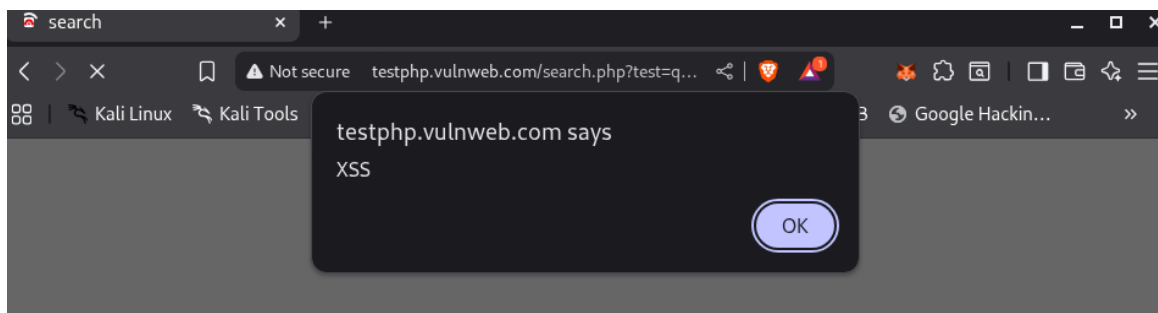 search
Not secure testphp.vulnweb.com/search.php?test=q...
1
Kali Linux Kali Tools B Google Hackin...
testphp.vulnweb.com says
XSS
OK